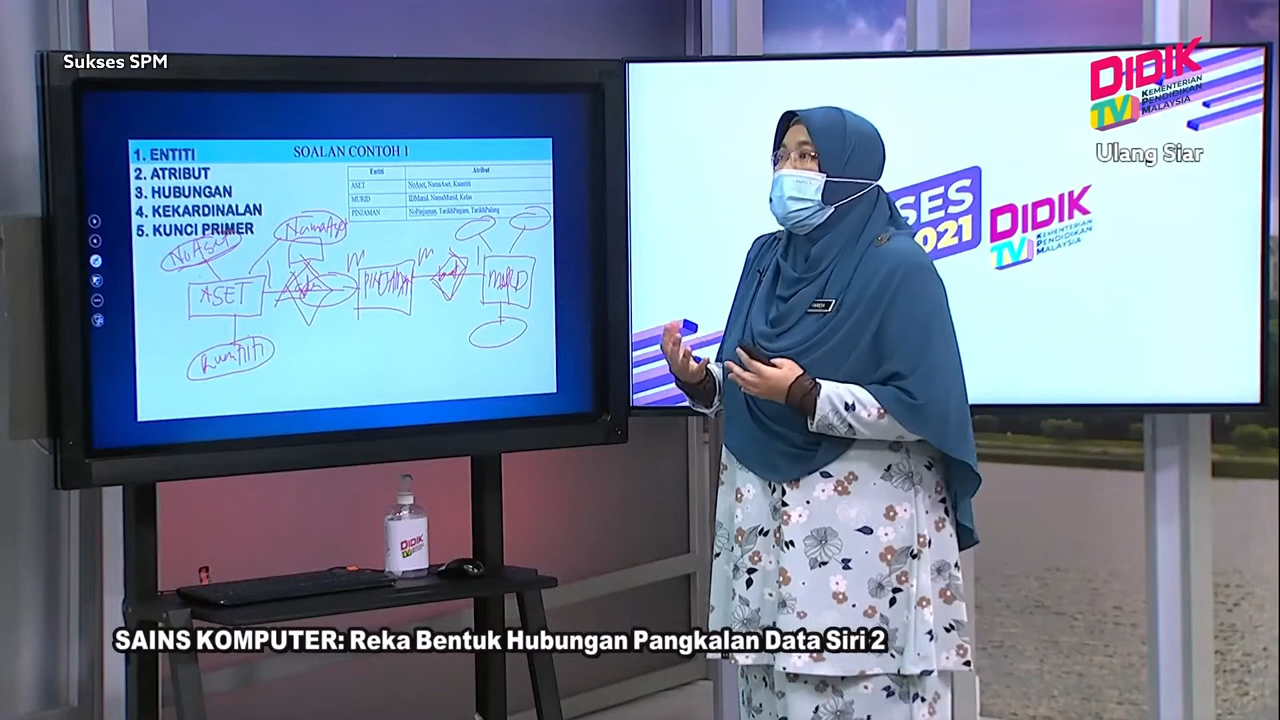 Sukses SPM
DIDIK
TV
KEMENTERIAN
PENDIDIKAN
MALAYSIA
Ulang Siar
SOALAN CONTOH 1
1. ENTITI
2. ATRIBUT
3. HUBUNGAN
4. KEKARDINALAN
5. KUNCI PRIMER
Entiti Atribut
ASET NoAset, NamaAset, Kuantiti
MURID IDMurid, NamaMurid, Kelas
PINJAMAN NoPinjaman, TarikhPinjam, TarikhPulang
NoAset
NamaAset
ASET
m
MURID
SES
2021
DIDIK
TV
KEMENTERIAN
PENDIDIKAN
MALAYSIA
DIDIK
TV
SAINS KOMPUTER: Reka Bentuk Hubungan Pangkalan Data Siri 2